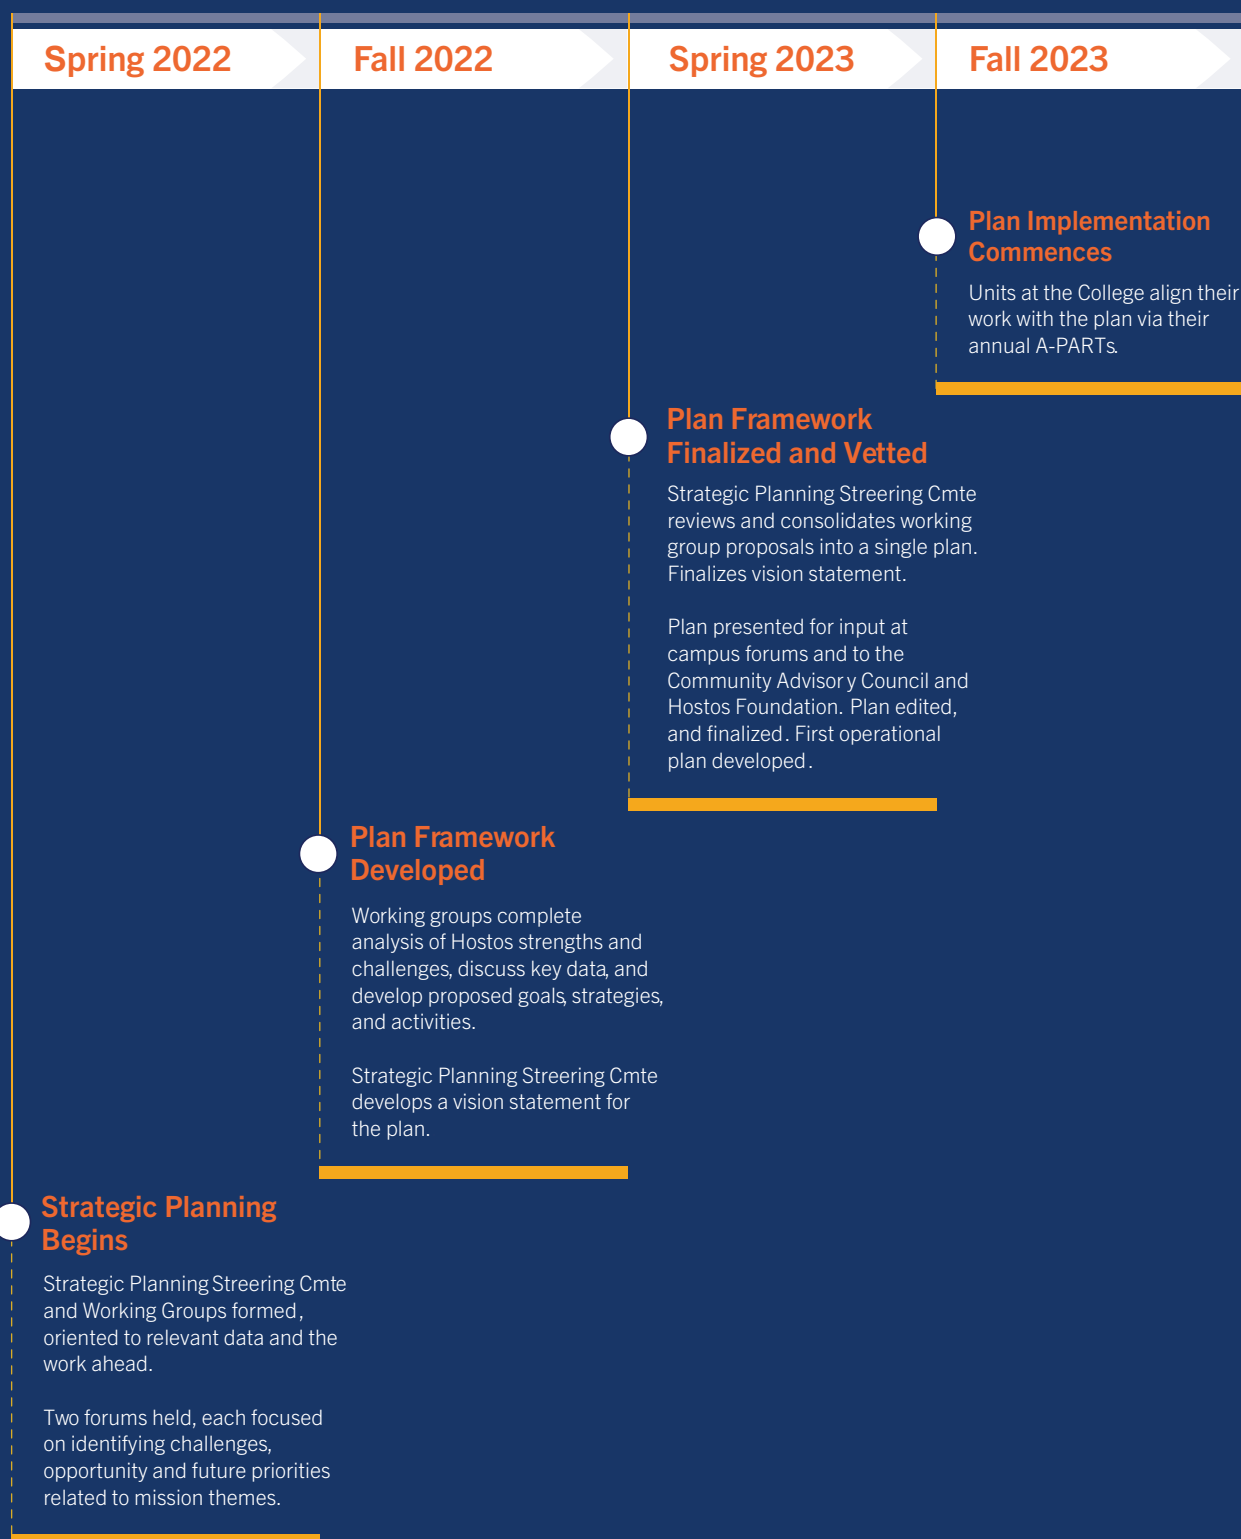 Spring 2022
Fall 2022
Spring 2023
Fall 2023
Plan Implementation
Commences
Units at the College align their
work with the plan via their
annual A-PARTs.
Plan Framework
Finalized and Vetted
Strategic Planning Streering Cmte
reviews and consolidates working
group proposals into a single plan.
Finalizes vision statement.
Plan presented for input at
campus forums and to the
Community Advisory Council and
Hostos Foundation. Plan edited,
and finalized. First operational
plan developed.
Plan Framework
Developed
Working groups complete
analysis of Hostos strengths and
challenges, discuss key data, and
develop proposed goals, strategies,
and activities.
Strategic Planning Streering Cmte
develops a vision statement for
the plan.
Strategic Planning
Begins
Strategic Planning Streering Cmte
and Working Groups formed,
oriented to relevant data and the
work ahead.
Two forums held, each focused
on identifying challenges,
opportunity and future priorities
related to mission themes.